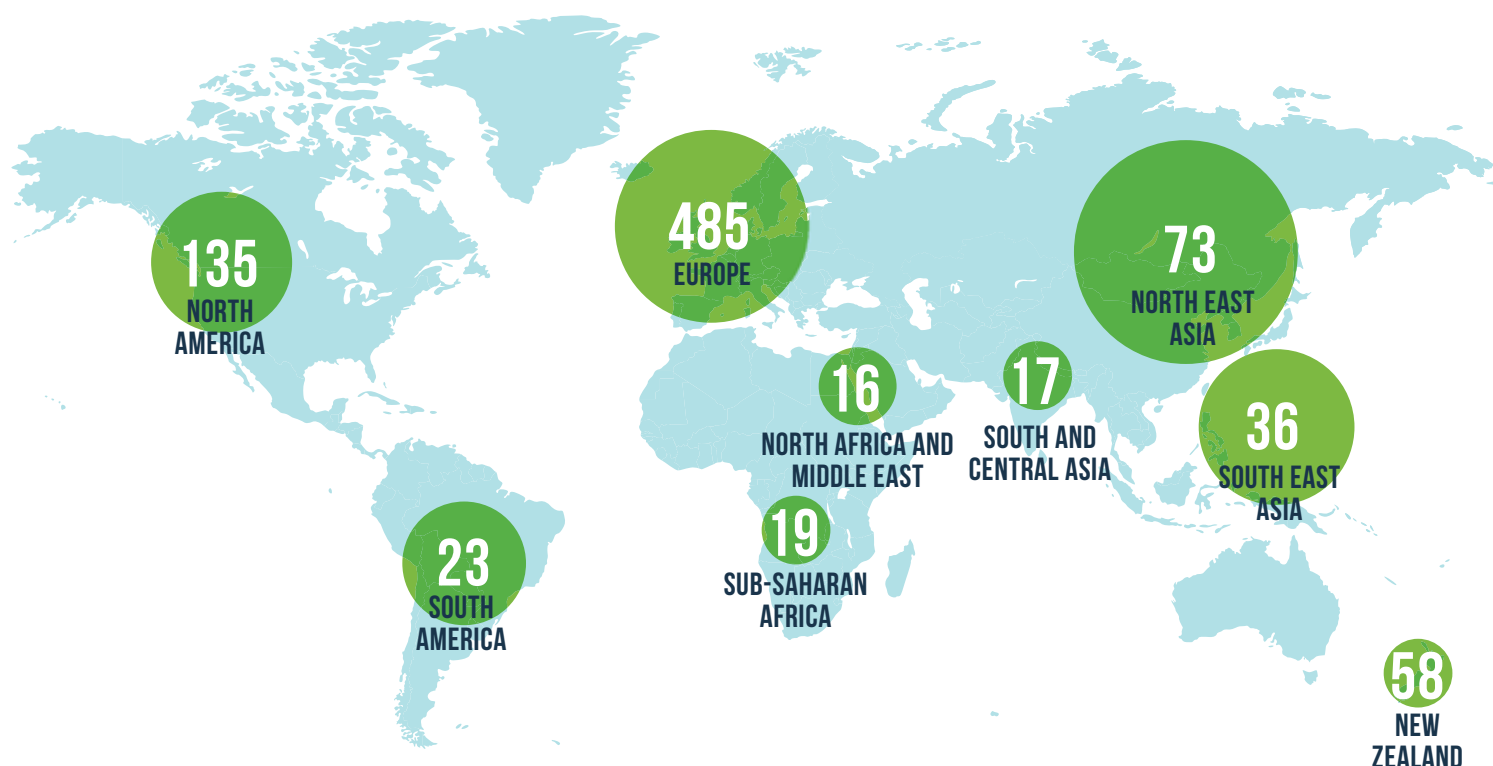 135
NORTH
AMERICA
485
EUROPE
73
NORTH EAST
ASIA
16
NORTH AFRICA AND
MIDDLE EAST
17
SOUTH AND
CENTRAL ASIA
36
SOUTH EAST
ASIA
23
SOUTH
AMERICA
19
SUB-SAHARAN
AFRICA
58
NEW
ZEALAND